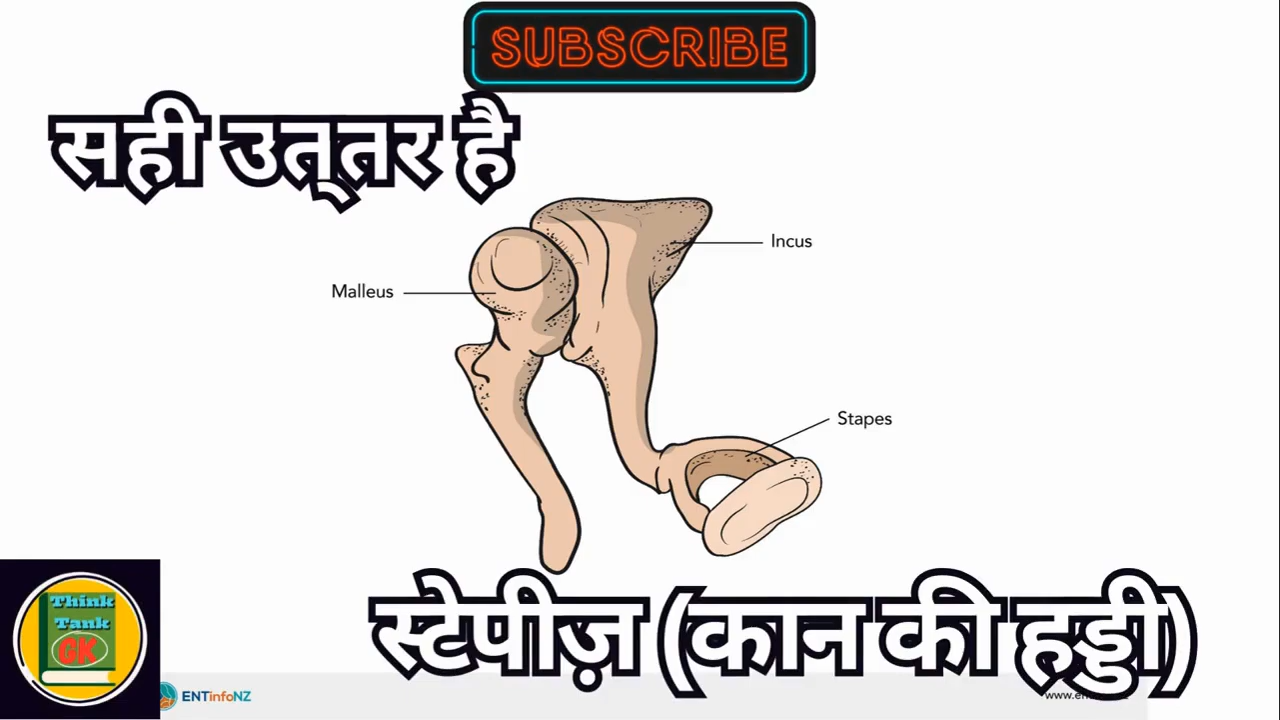 SUBSCRIBE
सही उत्तर है
Incus
Malleus
Stapes
Think
Tank
GK
स्टेपीज़ (कान की हड्डी)
ENTinfoNZ